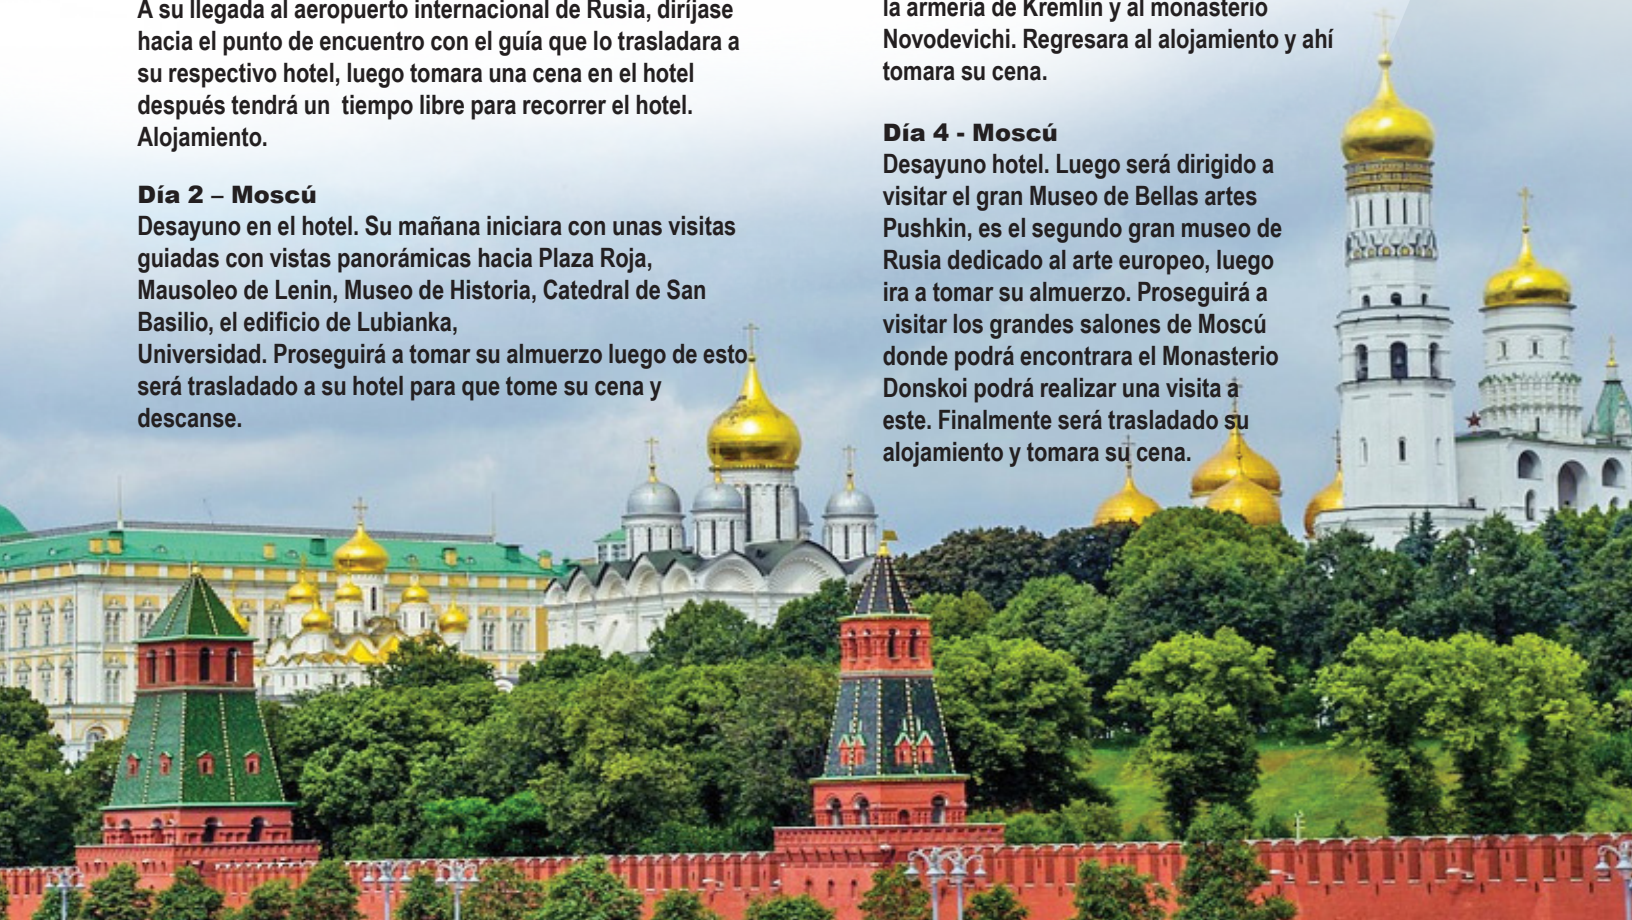 A su llegada al aeropuerto internacional de Rusia, diríjase
hacia el punto de encuentro con el guía que lo trasladara a
su respectivo hotel, luego tomara una cena en el hotel
después tendrá un tiempo libre para recorrer el hotel.
Alojamiento.
Día 2 – Moscú
Desayuno en el hotel. Su mañana iniciara con unas visitas
guiadas con vistas panorámicas hacia Plaza Roja,
Mausoleo de Lenin, Museo de Historia, Catedral de San
Basilio, el edificio de Lubianka,
Universidad. Proseguirá a tomar su almuerzo luego de esto
será trasladado a su hotel para que tome su cena y
descanse.
la armería de Kremlin y al monasterio
Novodevichi. Regresara al alojamiento y ahí
tomara su cena.
Día 4 - Moscú
Desayuno hotel. Luego será dirigido a
visitar el gran Museo de Bellas artes
Pushkin, es el segundo gran museo de
Rusia dedicado al arte europeo, luego
ira a tomar su almuerzo. Proseguirá a
visitar los grandes salones de Moscú
donde podrá encontrara el Monasterio
Donskoi podrá realizar una visita a
este. Finalmente será trasladado su
alojamiento y tomara su cena.